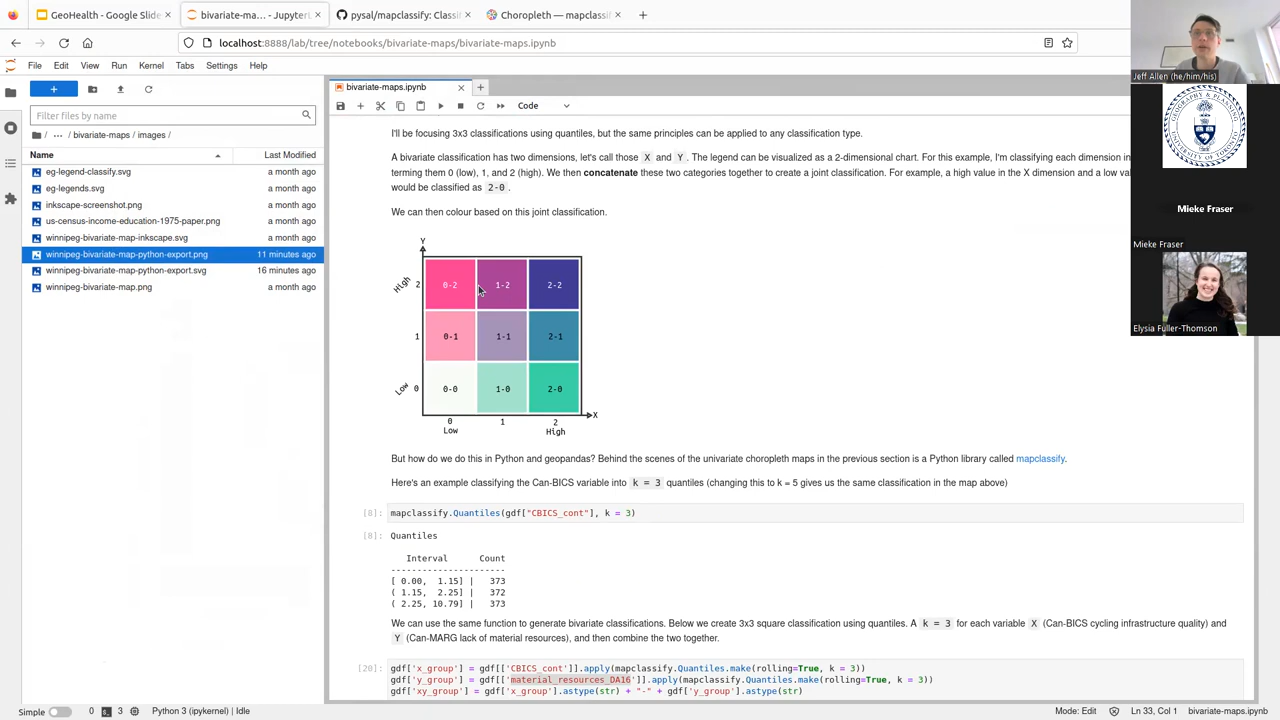 GeoHealth - Google Slide
bivariate-ma... - JupyterL
pysal/mapclassify: Classif
Choropleth — mapclassif
localhost:8888/lab/tree/notebooks/bivariate-maps/bivariate-maps.ipynb
File Edit View Run Kernel Tabs Settings Help
Filter files by name
/ ··· / bivariate-maps / images /
Name Last Modified
eg-legend-classify.svg a month ago
eg-legends.svg a month ago
inkscape-screenshot.png a month ago
us-census-income-education-1975-paper.png a month ago
winnipeg-bivariate-map-inkscape.svg a month ago
winnipeg-bivariate-map-python-export.png 11 minutes ago
winnipeg-bivariate-map-python-export.svg 16 minutes ago
winnipeg-bivariate-map.png a month ago
bivariate-maps.ipynb
Code
I'll be focusing 3x3 classifications using quantiles, but the same principles can be applied to any classification type.
A bivariate classification has two dimensions, let's call those X and Y. The legend can be visualized as a 2-dimensional chart. For this example, I'm classifying each dimension in
terming them 0 (low), 1, and 2 (high). We then concatenate these two categories together to create a joint classification. For example, a high value in the X dimension and a low va
would be classified as 2-0.
We can then colour based on this joint classification.
Y
High 2 0-2 1-2 2-2
1 0-1 1-1 2-1
Low 0 0-0 1-0 2-0
X
0 1 2
Low High
But how do we do this in Python and geopandas? Behind the scenes of the univariate choropleth maps in the previous section is a Python library called mapclassify.
Here's an example classifying the Can-BICS variable into k = 3 quantiles (changing this to k = 5 gives us the same classification in the map above)
[8]: mapclassify.Quantiles(gdf["CBICS_cont"], k = 3)
[8]: Quantiles
Interval Count
----------------------
[ 0.00, 1.15] | 373
( 1.15, 2.25] | 372
( 2.25, 10.79] | 373
We can use the same function to generate bivariate classifications. Below we create 3x3 square classification using quantiles. A k = 3 for each variable X (Can-BICS cycling infrastructure quality) and
Y (Can-MARG lack of material resources), and then combine the two together.
[20]: gdf['x_group'] = gdf[['CBICS_cont']].apply(mapclassify.Quantiles.make(rolling=True, k = 3))
gdf['y_group'] = gdf[['material_resources_DA16']].apply(mapclassify.Quantiles.make(rolling=True, k = 3))
gdf['xy_group'] = gdf['x_group'].astype(str) + "-" + gdf['y_group'].astype(str)
Jeff Allen (he/him/his)
Mieke Fraser
Mieke Fraser
Elysia Fuller-Thomson
Simple 0 3 Python 3 (ipykernel) | Idle Mode: Edit Ln 33, Col 1 bivariate-maps.ipynb